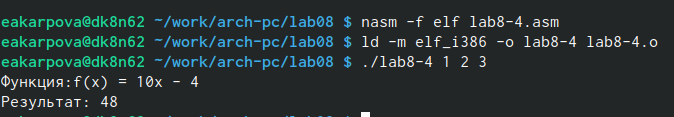 eakarpova@dk8n62 ~/work/arch-pc/lab08 $ nasm -f elf lab8-4.asm
eakarpova@dk8n62 ~/work/arch-pc/lab08 $ ld -m elf_i386 -o lab8-4 lab8-4.o
eakarpova@dk8n62 ~/work/arch-pc/lab08 $ ./lab8-4 1 2 3
Функция:f(x) = 10x - 4
Результат: 48